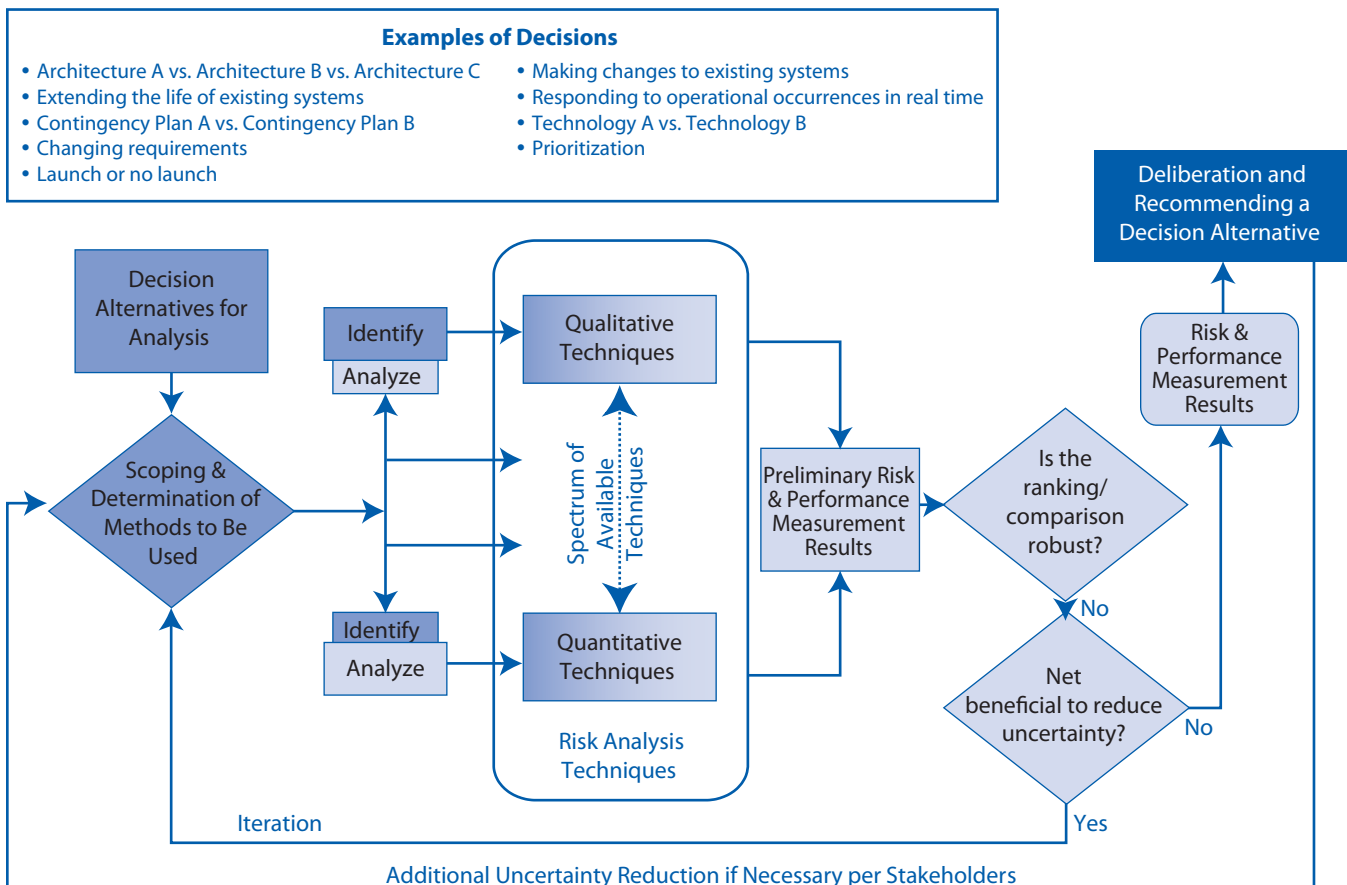 Examples of Decisions
• Architecture A vs. Architecture B vs. Architecture C
• Extending the life of existing systems
• Contingency Plan A vs. Contingency Plan B
• Changing requirements
• Launch or no launch
• Making changes to existing systems
• Responding to operational occurrences in real time
• Technology A vs. Technology B
• Prioritization
Deliberation and
Recommending a
Decision Alternative
Decision
Alternatives for
Analysis
Scoping &
Determination of
Methods to Be
Used
Identify
Analyze
Identify
Analyze
Qualitative
Techniques
Spectrum of
Available
Techniques
Quantitative
Techniques
Risk Analysis
Techniques
Preliminary Risk
& Performance
Measurement
Results
Is the
ranking/
comparison
robust?
No
Net
beneficial to reduce
uncertainty?
No
Yes
Risk &
Performance
Measurement
Results
Iteration
Additional Uncertainty Reduction if Necessary per Stakeholders